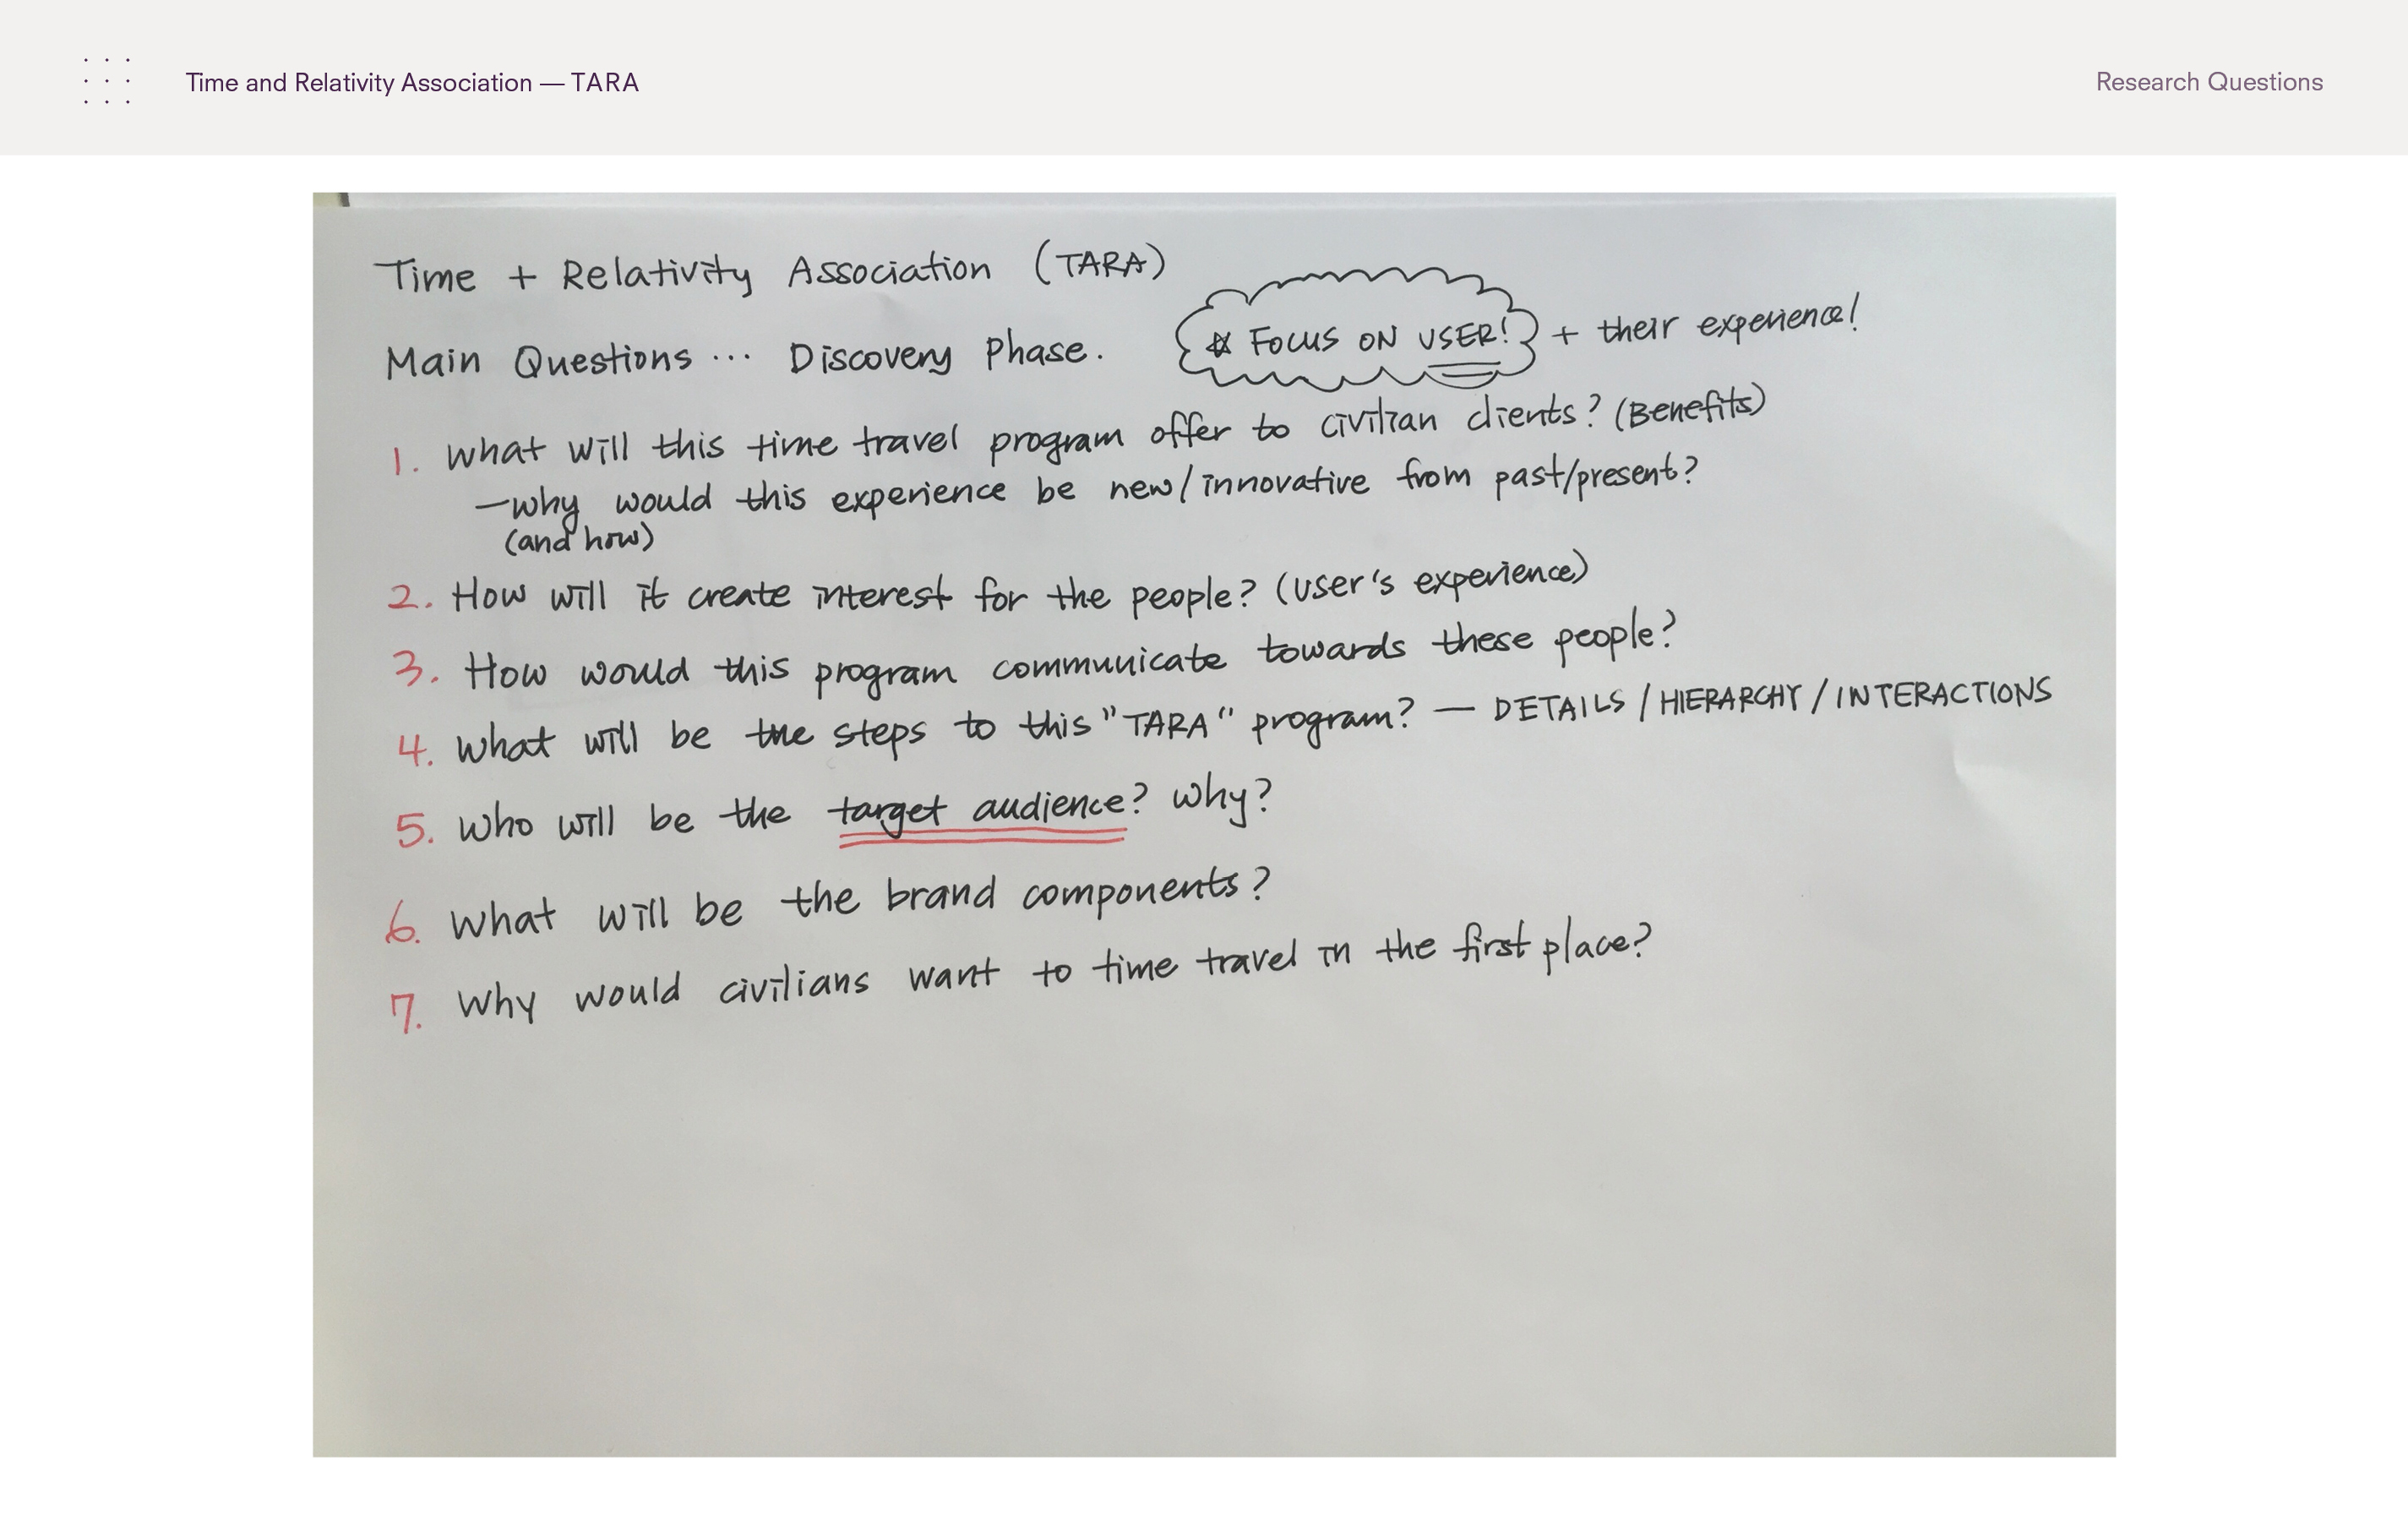 Time and Relativity Association — TARA
Research Questions
Time + Relativity Association (TARA)
Main Questions ... Discovery Phase.
* FOCUS ON USER! + their experience!
1. What will this time travel program offer to civilian clients? (Benefits)
— why would this experience be new/innovative from past/present?
(and how)
2. How will it create interest for the people? (user's experience)
3. How would this program communicate towards these people?
4. What will be the steps to this "TARA" program? — DETAILS / HIERARCHY / INTERACTIONS
5. Who will be the target audience? Why?
6. What will be the brand components?
7. Why would civilians want to time travel in the first place?